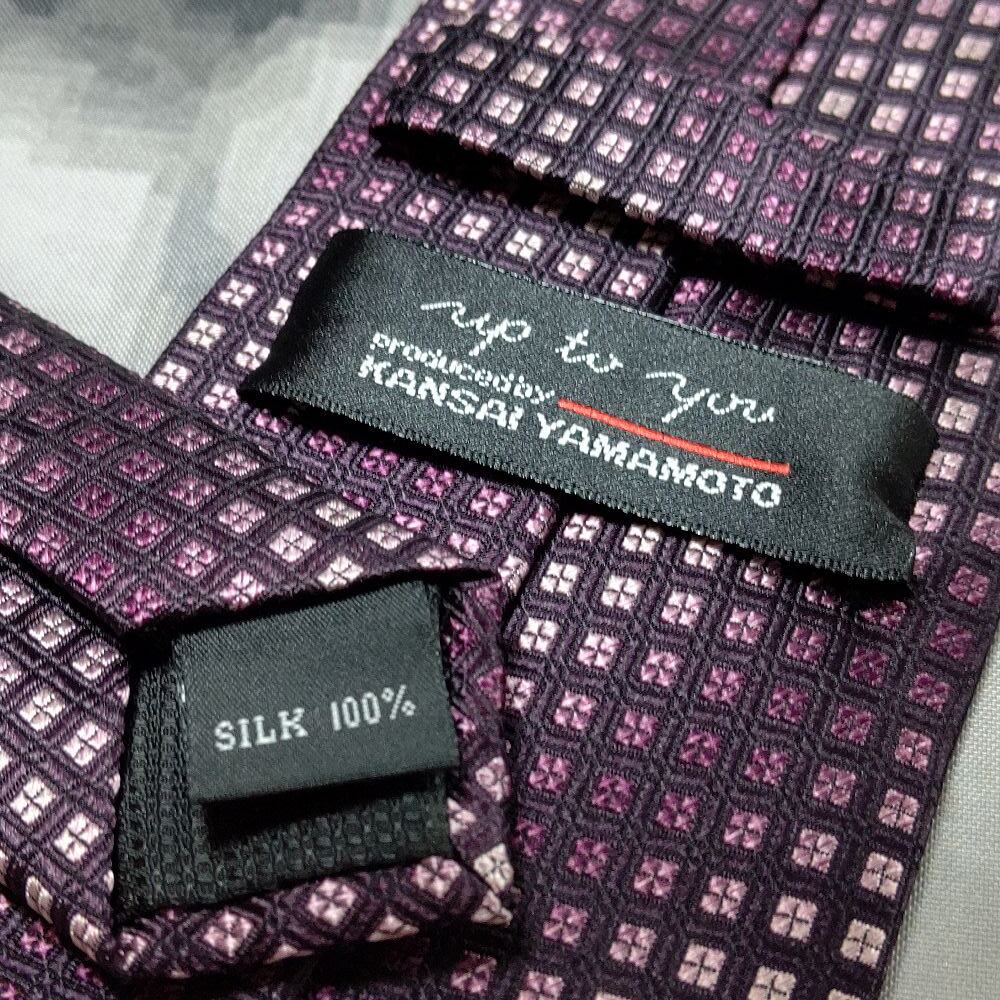 up to you
produced by
KANSAI YAMAMOTO
SILK 100%